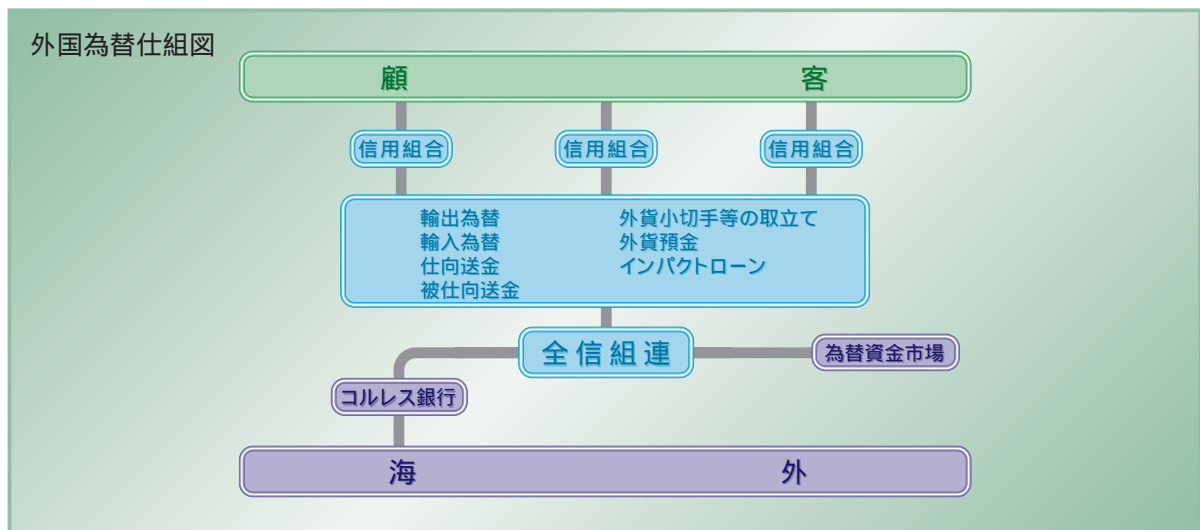 外国為替仕組図
顧客
信用組合 信用組合 信用組合
輸出為替
輸入為替
仕向送金
被仕向送金
外貨小切手等の取立て
外貨預金
インパクトローン
全信組連
為替資金市場
コルレス銀行
海外